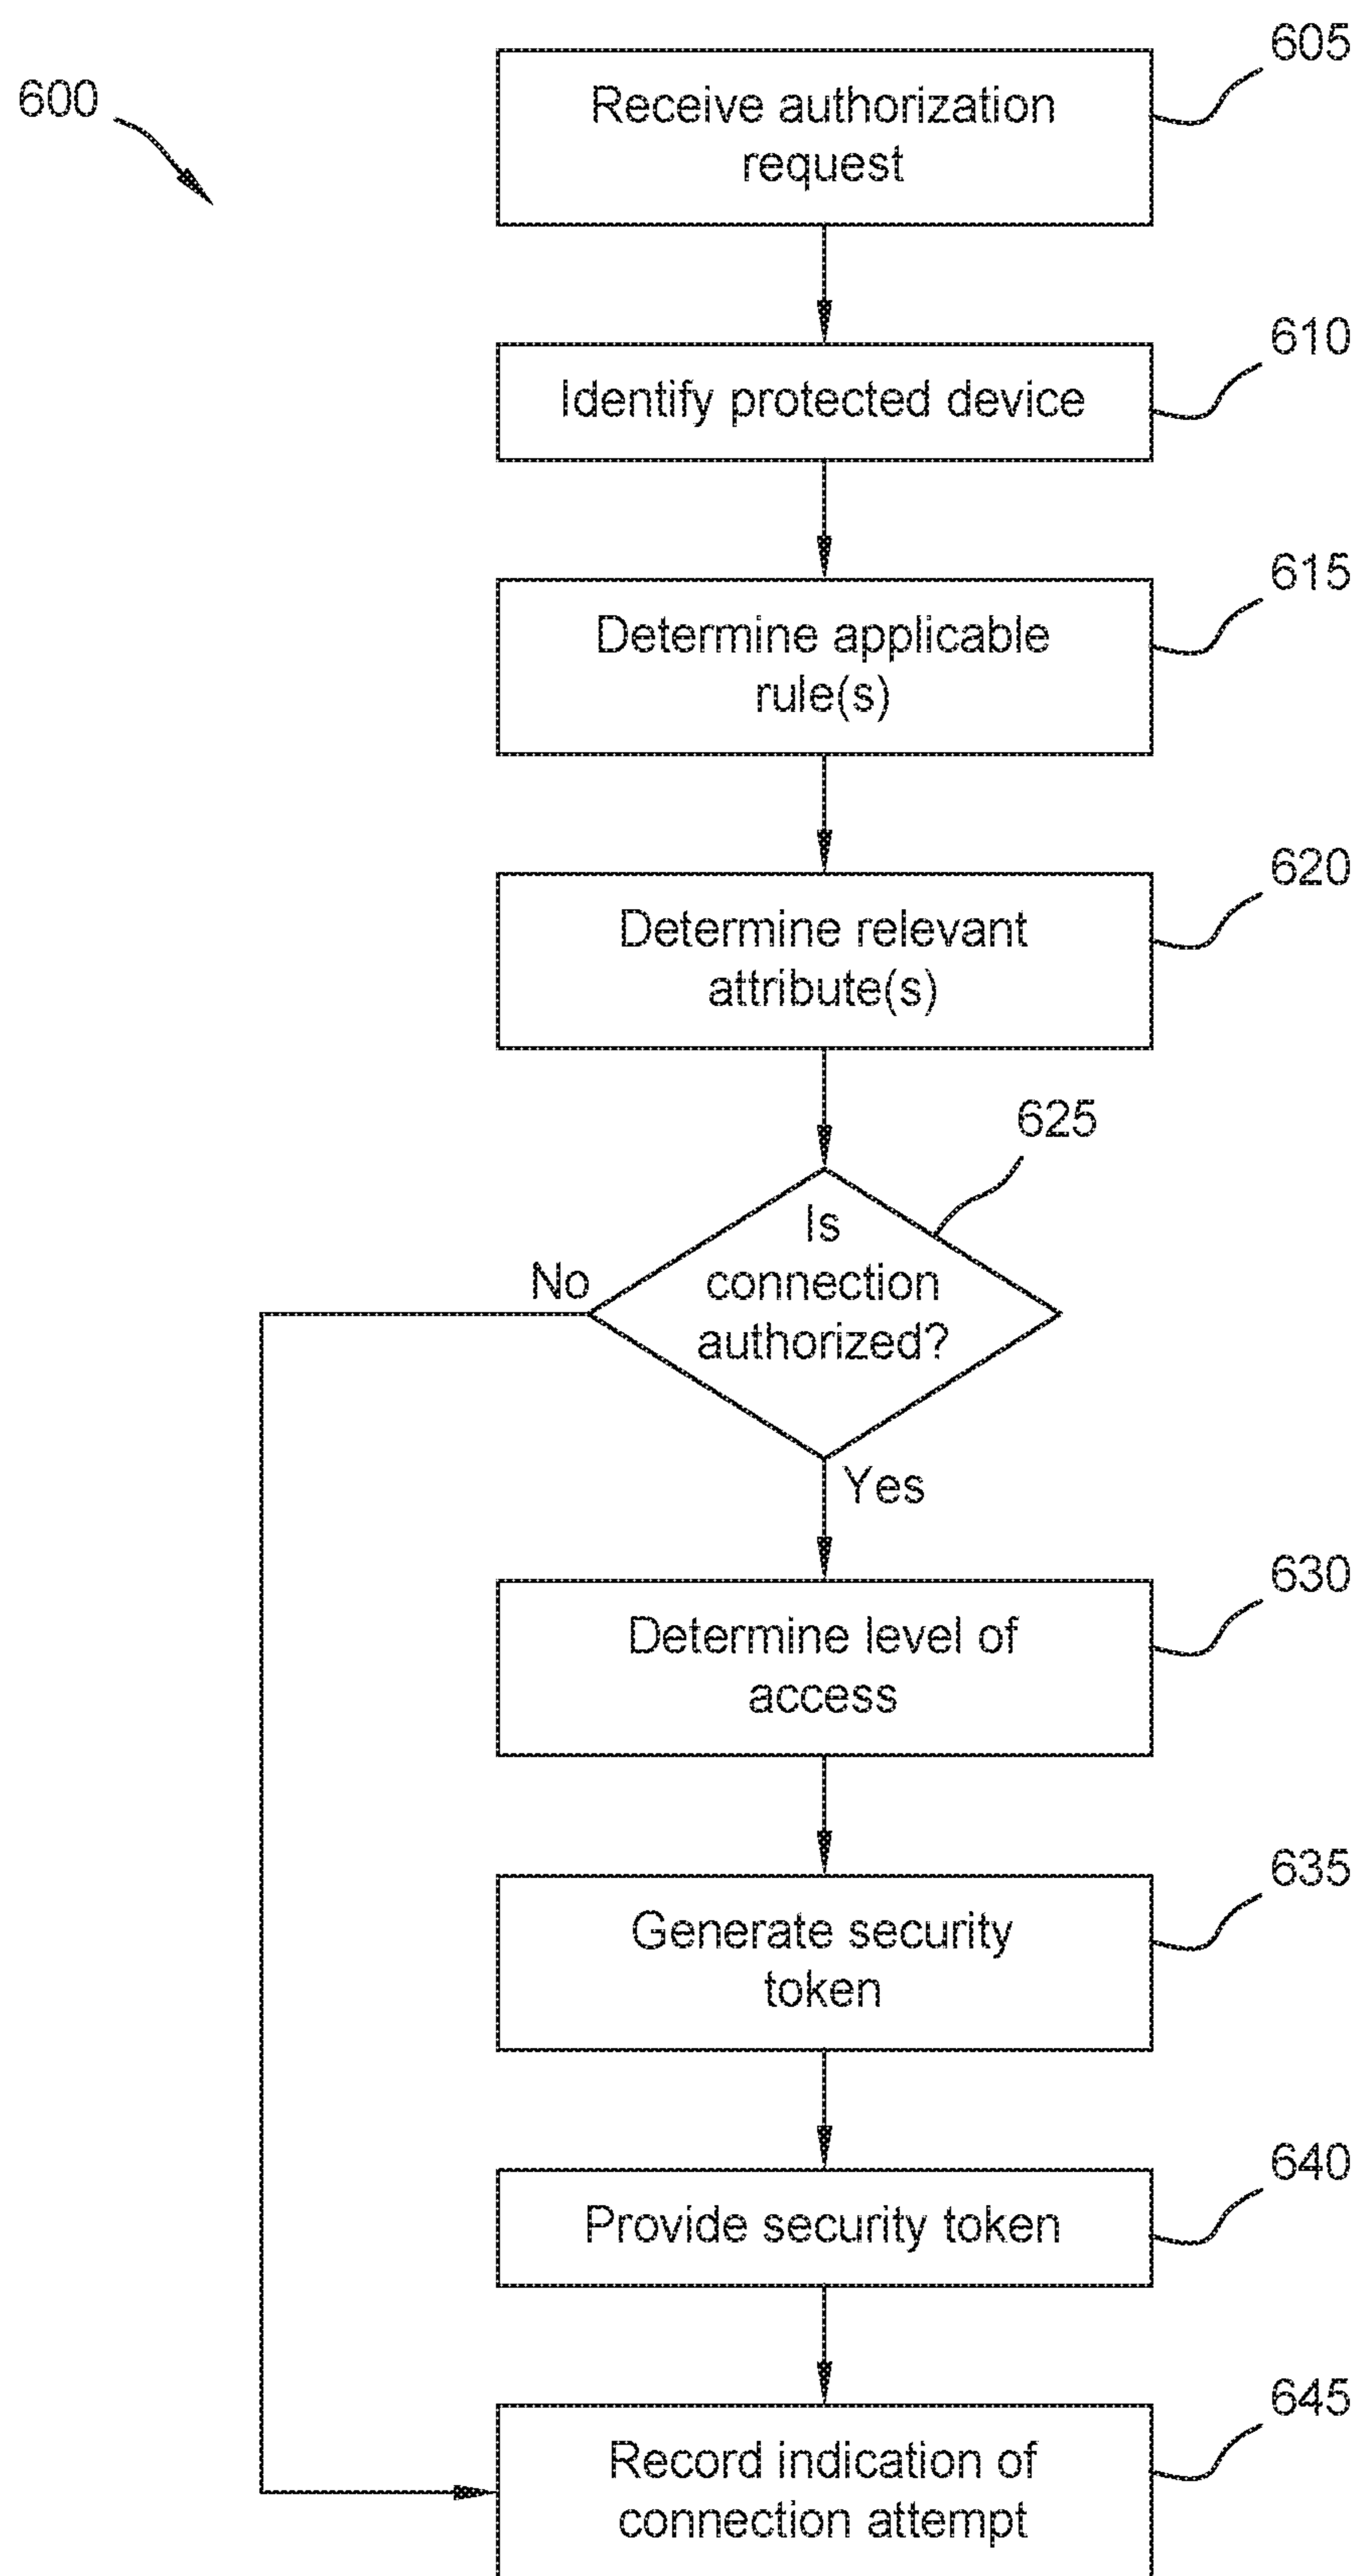 600
605
Receive authorization
request
610
Identify protected device
615
Determine applicable
rule(s)
620
Determine relevant
attribute(s)
625
Is
connection
authorized?
No
Yes
630
Determine level of
access
635
Generate security
token
640
Provide security token
645
Record indication of
connection attempt